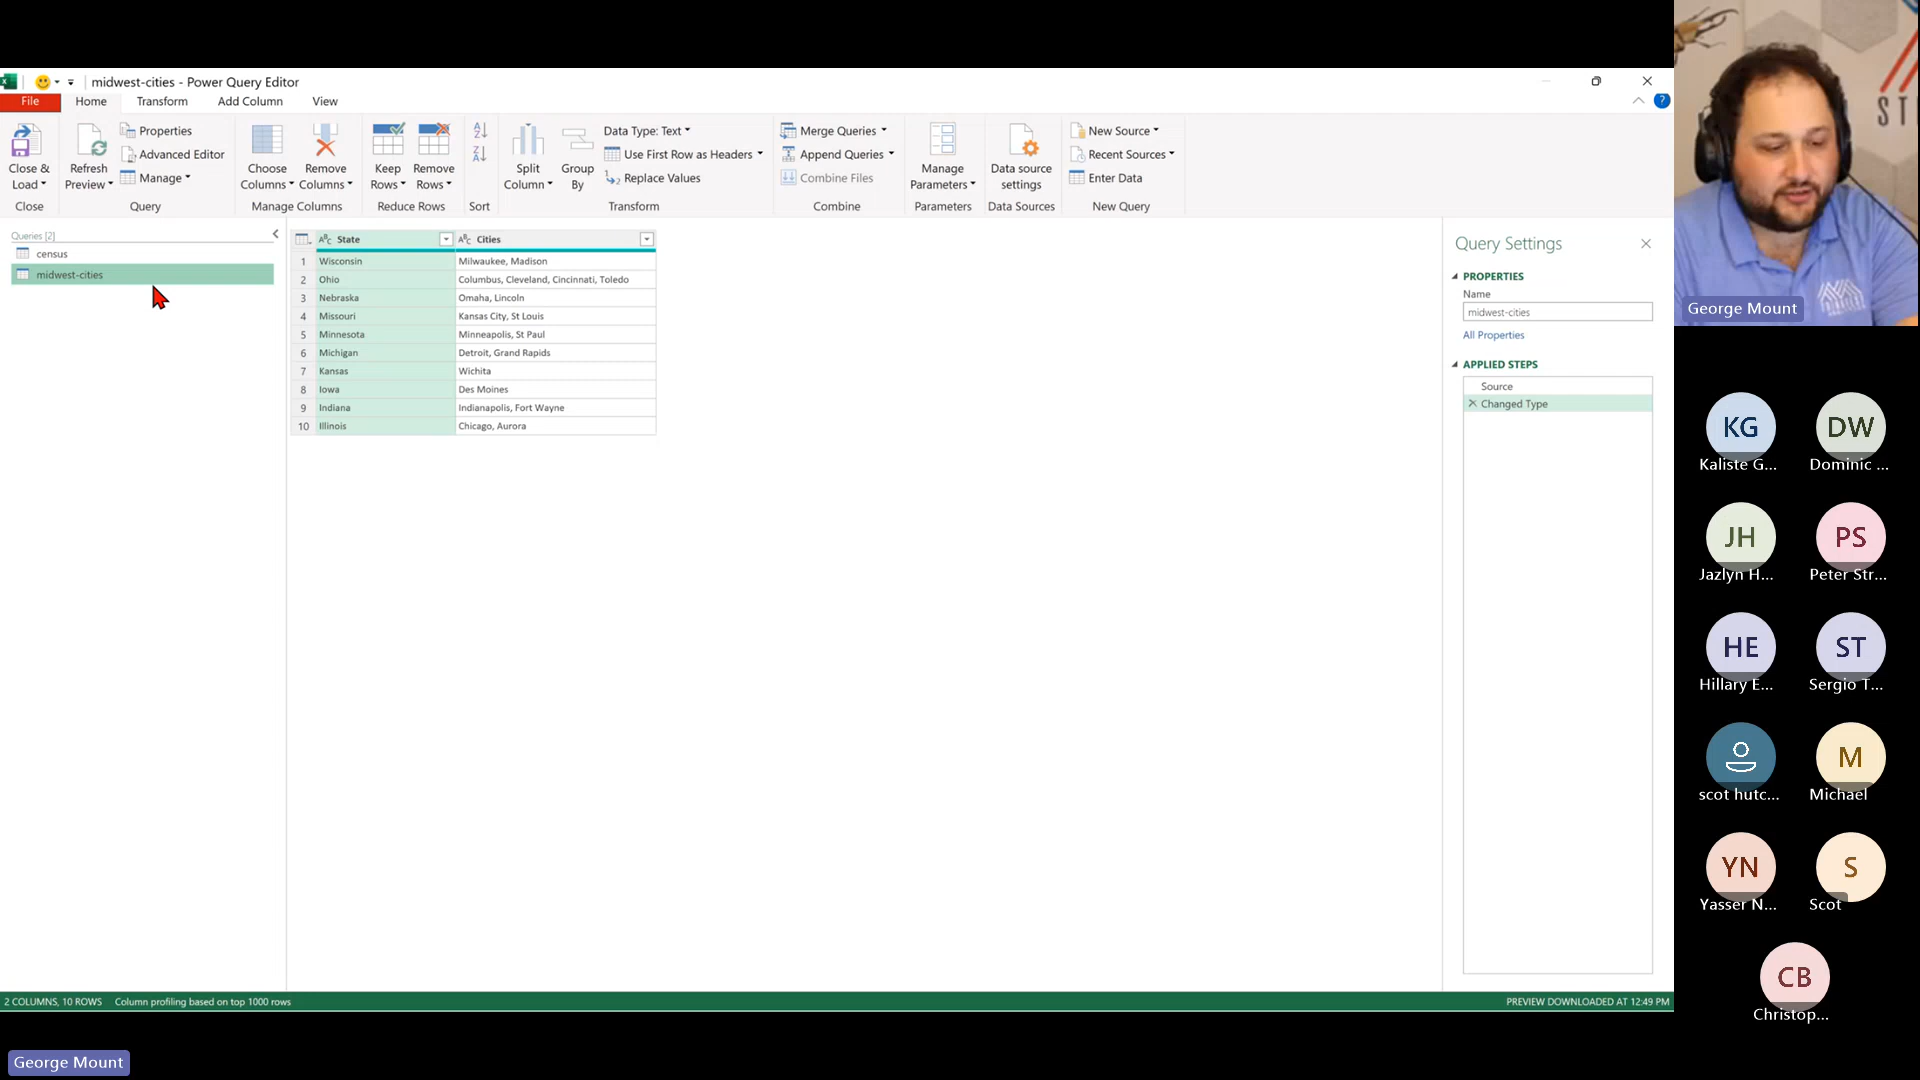 midwest-cities - Power Query Editor
File
Home
Transform
Add Column
View
Close & Load
Close
Refresh Preview
Properties
Advanced Editor
Manage
Query
Choose Columns
Remove Columns
Manage Columns
Keep Rows
Remove Rows
Reduce Rows
Sort
Split Column
Group By
Data Type: Text
Use First Row as Headers
Replace Values
Transform
Merge Queries
Append Queries
Combine Files
Combine
Manage Parameters
Parameters
Data source settings
Data Sources
New Source
Recent Sources
Enter Data
New Query
Queries [2]
census
midwest-cities
State Cities
1 Wisconsin Milwaukee, Madison
2 Ohio Columbus, Cleveland, Cincinnati, Toledo
3 Nebraska Omaha, Lincoln
4 Missouri Kansas City, St Louis
5 Minnesota Minneapolis, St Paul
6 Michigan Detroit, Grand Rapids
7 Kansas Wichita
8 Iowa Des Moines
9 Indiana Indianapolis, Fort Wayne
10 Illinois Chicago, Aurora
Query Settings
PROPERTIES
Name
midwest-cities
All Properties
APPLIED STEPS
Source
Changed Type
2 COLUMNS, 10 ROWS Column profiling based on top 1000 rows
PREVIEW DOWNLOADED AT 12:49 PM
George Mount
ST
George Mount
KG
Kaliste G...
DW
Dominic ...
JH
Jazlyn H...
PS
Peter Str...
HE
Hillary E...
ST
Sergio T...
scot hutc...
M
Michael
YN
Yasser N...
S
Scot
CB
Christop...